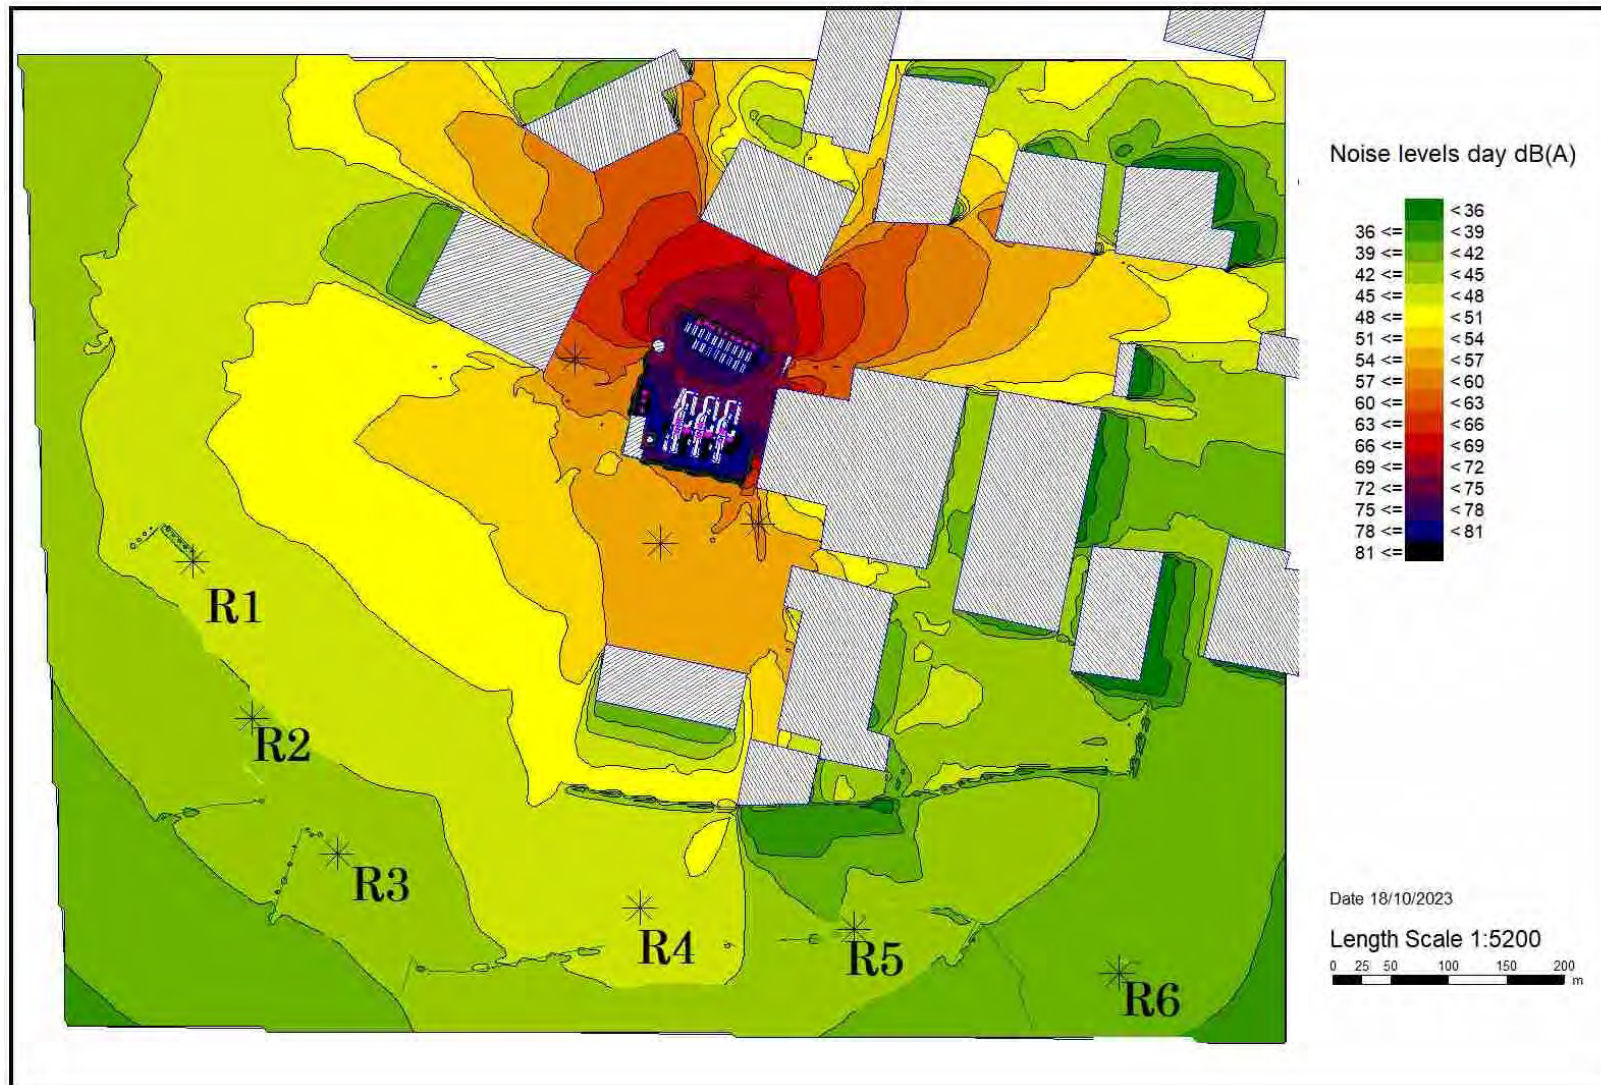 Noise levels day dB(A)
< 36
36 <= < 39
39 <= < 42
42 <= < 45
45 <= < 48
48 <= < 51
51 <= < 54
54 <= < 57
57 <= < 60
60 <= < 63
63 <= < 66
66 <= < 69
69 <= < 72
72 <= < 75
75 <= < 78
78 <= < 81
81 <=
R1
R2
R3
R4
R5
R6
Date 18/10/2023
Length Scale 1:5200
0 25 50 100 150 200
m